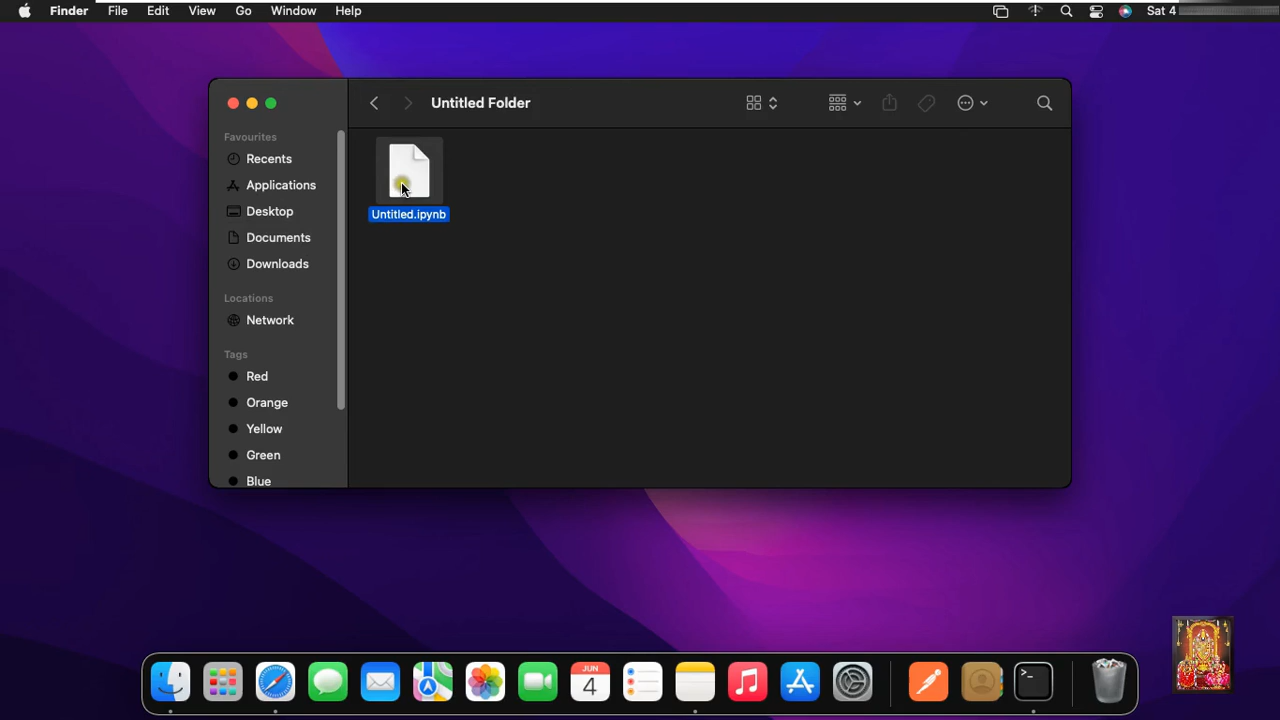 Finder File Edit View Go Window Help Sat 4
Untitled Folder
Favourites
Recents
Applications
Desktop
Documents
Downloads
Locations
Network
Tags
Red
Orange
Yellow
Green
Blue
Untitled.ipynb
JUN
4